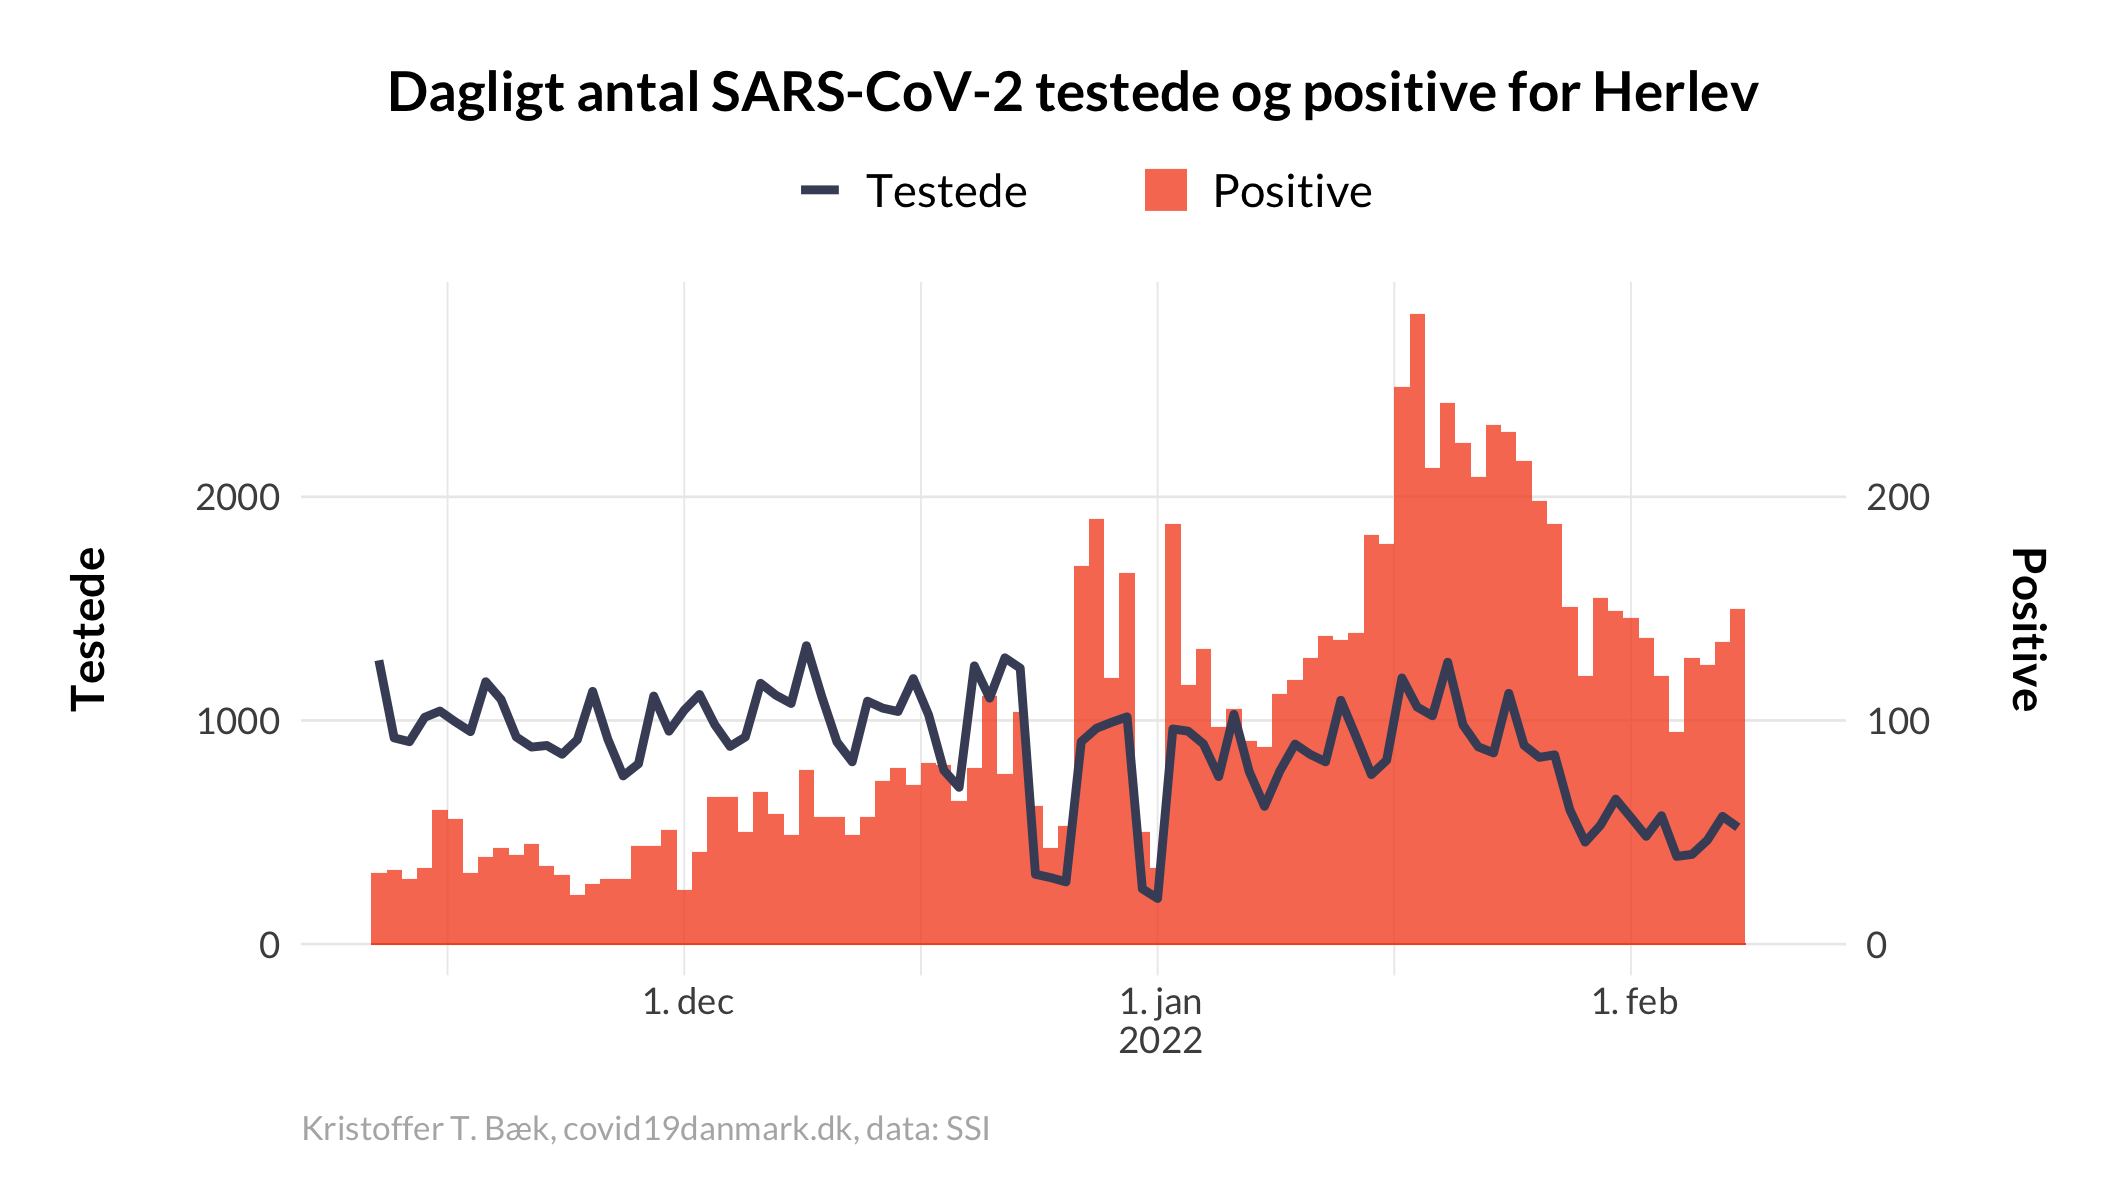 Dagligt antal SARS-CoV-2 testede og positive for Herlev
Testede
Positive
Testede
2000
1000
0
200
100
0
Positive
1. dec
1. jan
2022
1. feb
Kristoffer T. Bæk, covid19danmark.dk, data: SSI